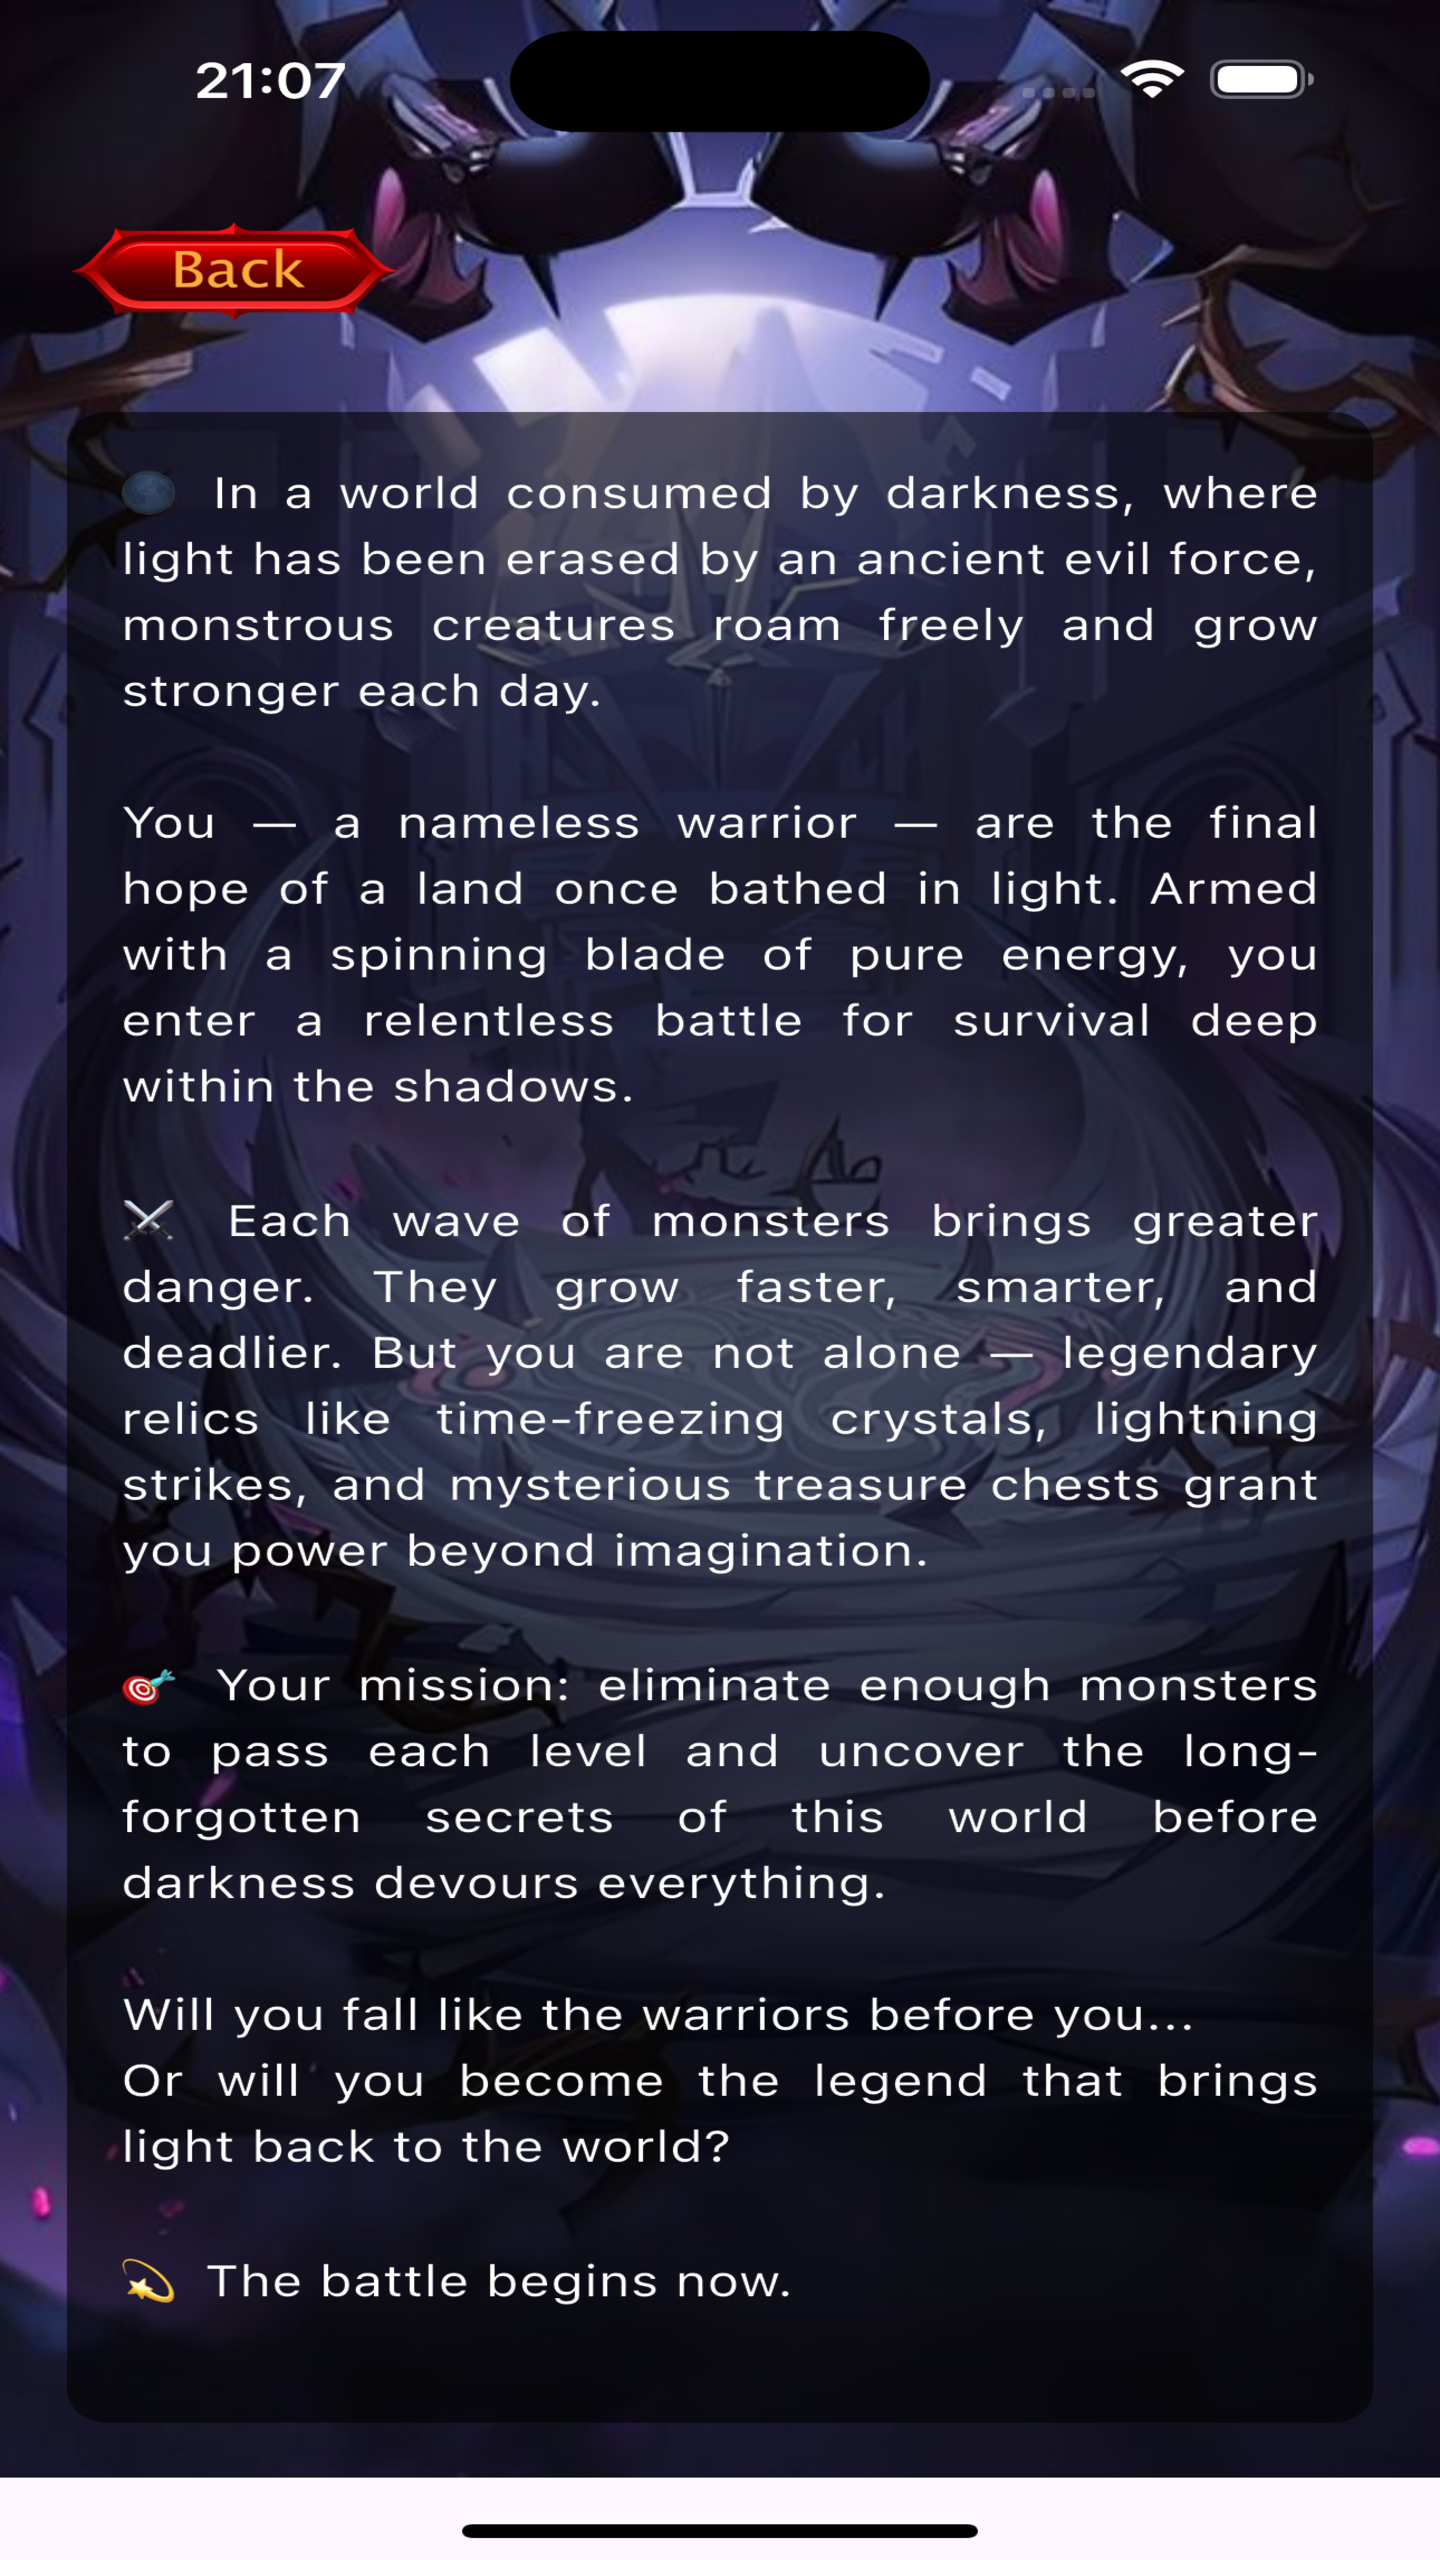 21:07
Back
🌑 In a world consumed by darkness, where
light has been erased by an ancient evil force,
monstrous creatures roam freely and grow
stronger each day.
You — a nameless warrior — are the final
hope of a land once bathed in light. Armed
with a spinning blade of pure energy, you
enter a relentless battle for survival deep
within the shadows.
⚔️ Each wave of monsters brings greater
danger. They grow faster, smarter, and
deadlier. But you are not alone — legendary
relics like time-freezing crystals, lightning
strikes, and mysterious treasure chests grant
you power beyond imagination.
🎯 Your mission: eliminate enough monsters
to pass each level and uncover the long-
forgotten secrets of this world before
darkness devours everything.
Will you fall like the warriors before you...
Or will you become the legend that brings
light back to the world?
💫 The battle begins now.